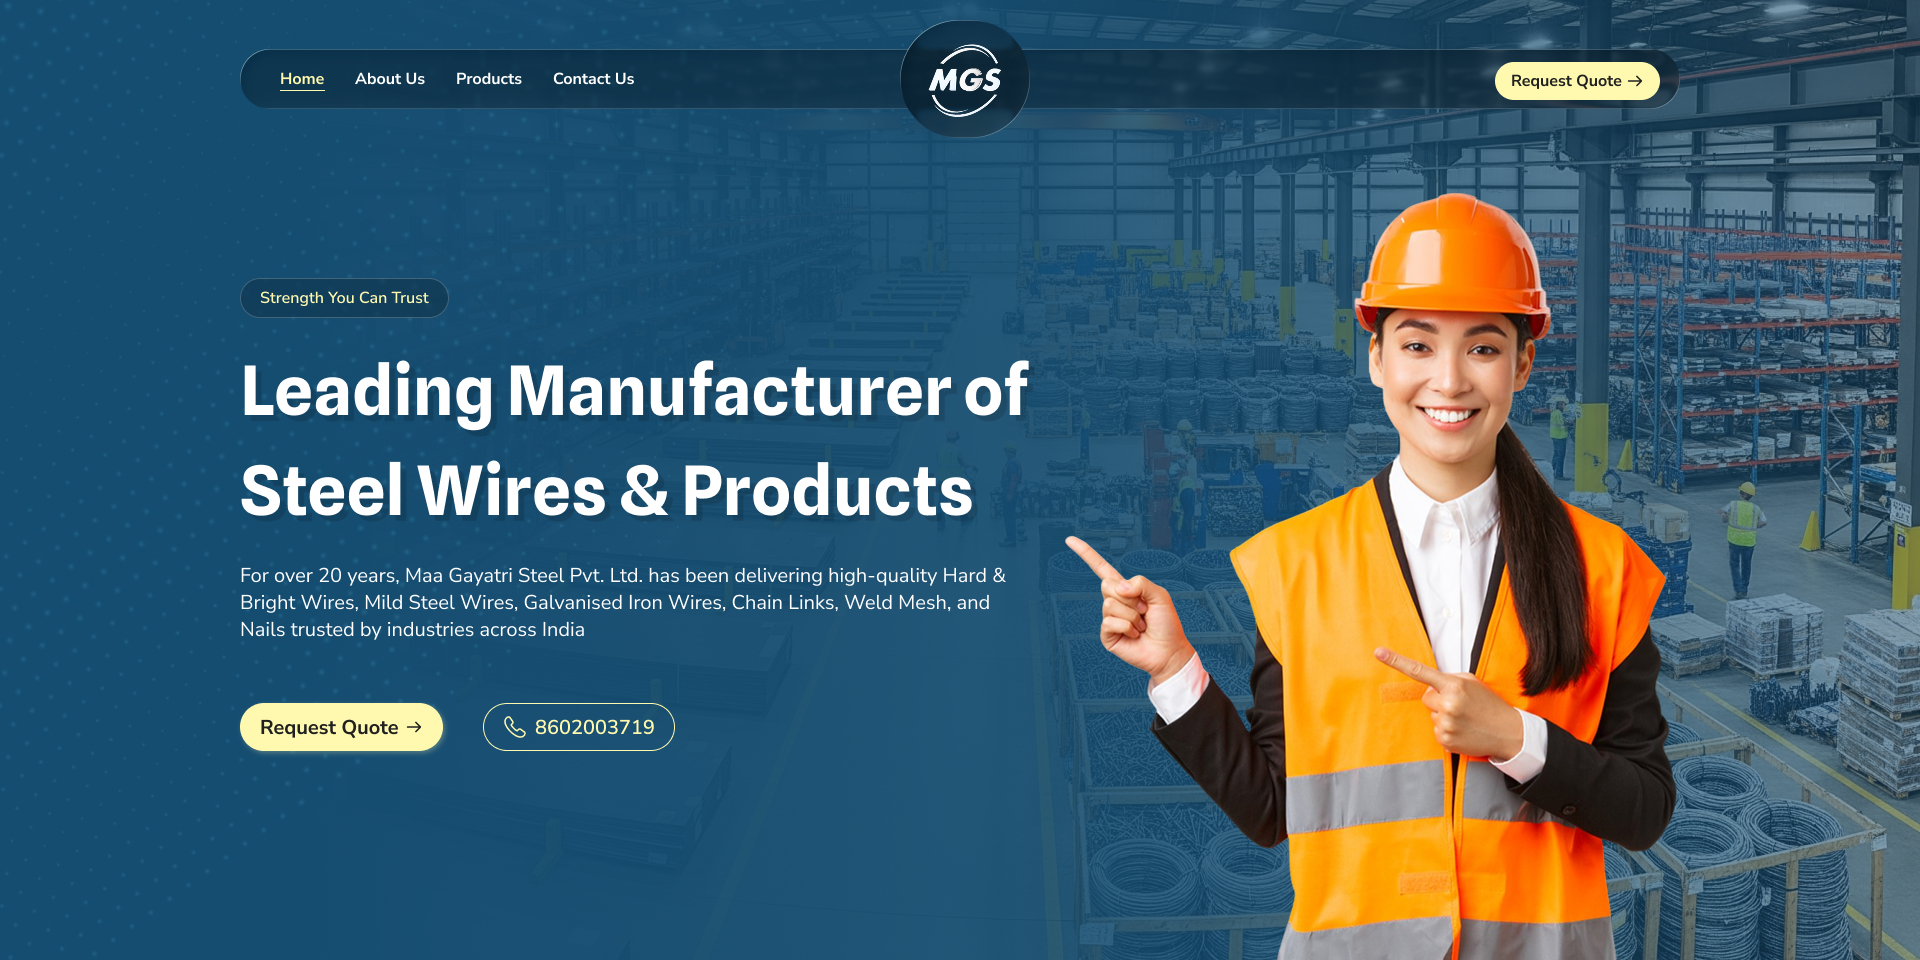 Home About Us Products Contact Us MGS Request Quote →
Strength You Can Trust
Leading Manufacturer of
Steel Wires & Products
For over 20 years, Maa Gayatri Steel Pvt. Ltd. has been delivering high-quality Hard &
Bright Wires, Mild Steel Wires, Galvanised Iron Wires, Chain Links, Weld Mesh, and
Nails trusted by industries across India
Request Quote → 8602003719